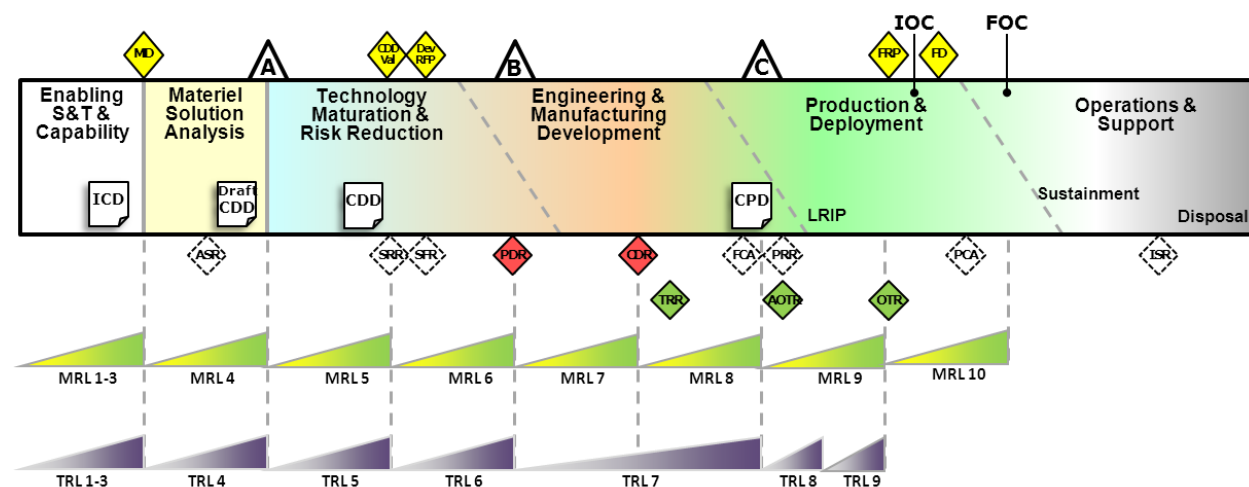 IOC
FOC
MD
A
CDD
Val
Dev
RFP
B
C
FRP
FD
Enabling
S&T &
Capability
Materiel
Solution
Analysis
Technology
Maturation &
Risk Reduction
Engineering &
Manufacturing
Development
Production &
Deployment
Operations &
Support
ICD
Draft
CDD
CDD
CPD
LRIP
Sustainment
Disposal
ASR
SRR
SFR
PDR
CDR
FCA
PRR
PCA
ISR
TRR
AOTR
OTR
MRL 1-3
MRL 4
MRL 5
MRL 6
MRL 7
MRL 8
MRL 9
MRL 10
TRL 1-3
TRL 4
TRL 5
TRL 6
TRL 7
TRL 8
TRL 9